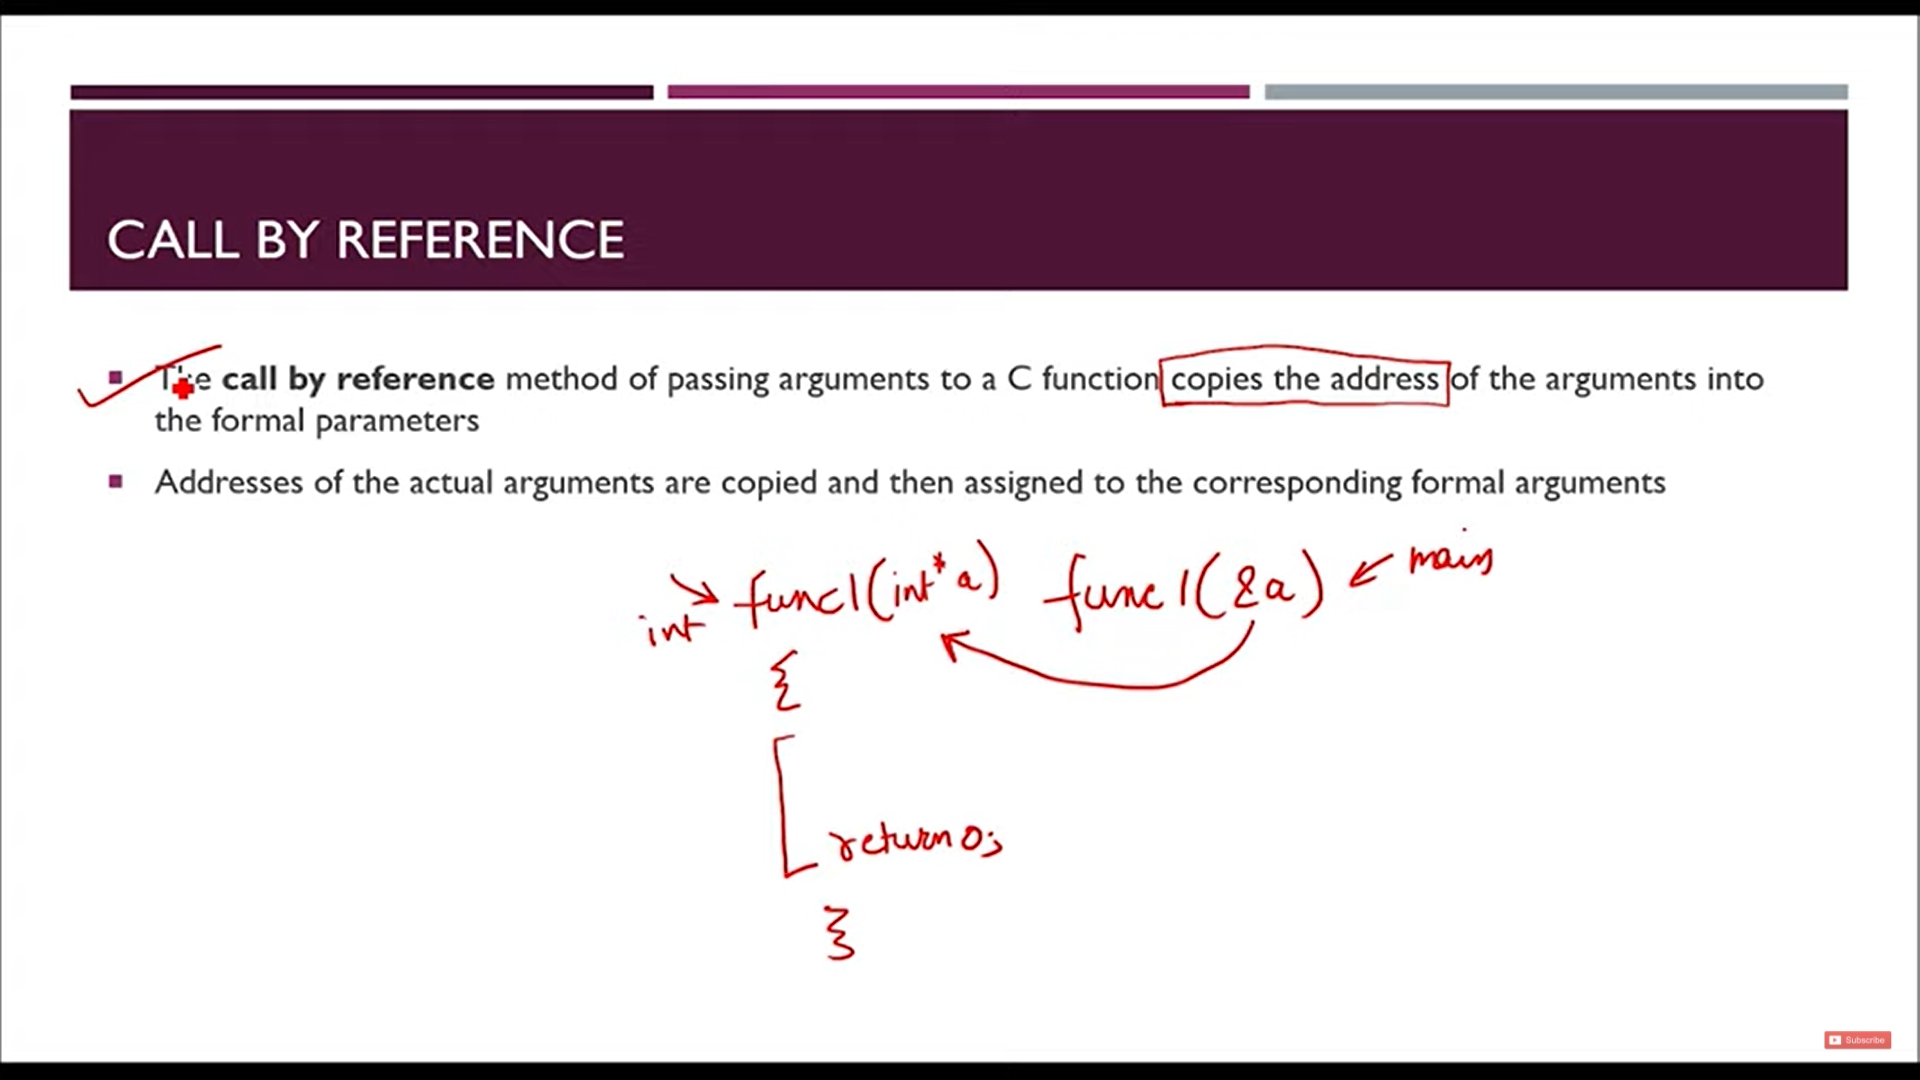 CALL BY REFERENCE
The call by reference method of passing arguments to a C function copies the address of the arguments into
the formal parameters
Addresses of the actual arguments are copied and then assigned to the corresponding formal arguments
int func1(int* a) func1(&a) main
{
return 0;
}
Subscribe